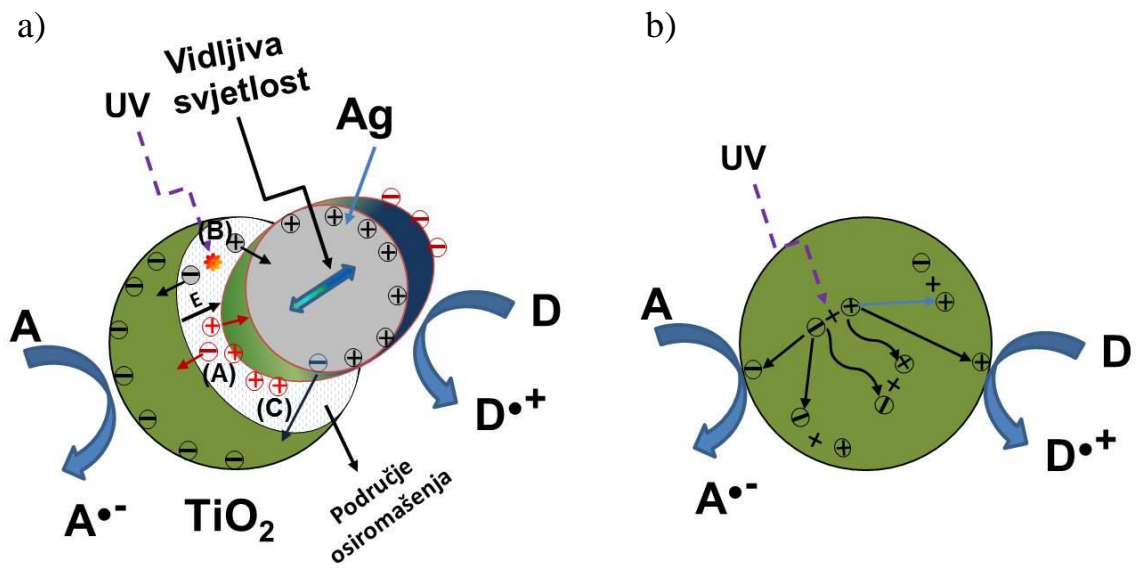 a)
Vidljiva
svjetlost
UV
Ag
(B)
E
A
D
(A)
(C)
D•+
A•-
TiO2
Područje
osiromašenja
b)
UV
A
D
A•-
D•+